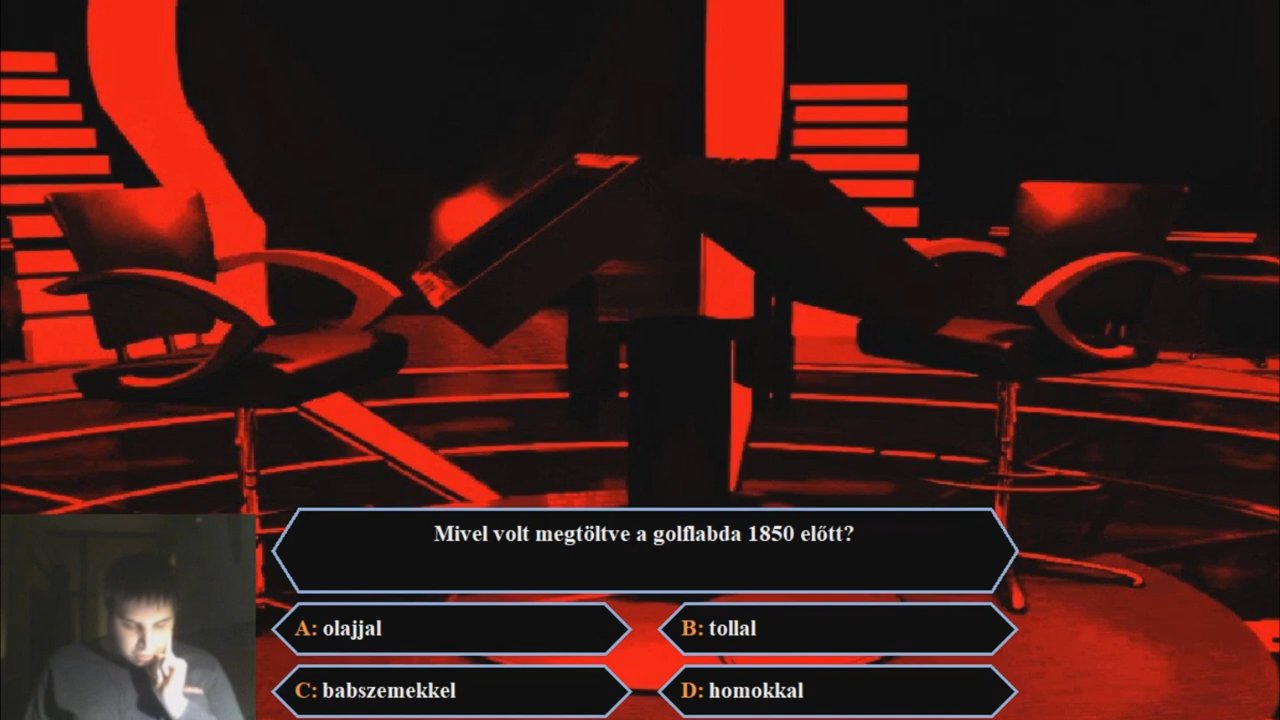 Mivel volt megtöltve a golflabda 1850 előtt?
A: olajjal
B: tollal
C: babszemekkel
D: homokkal